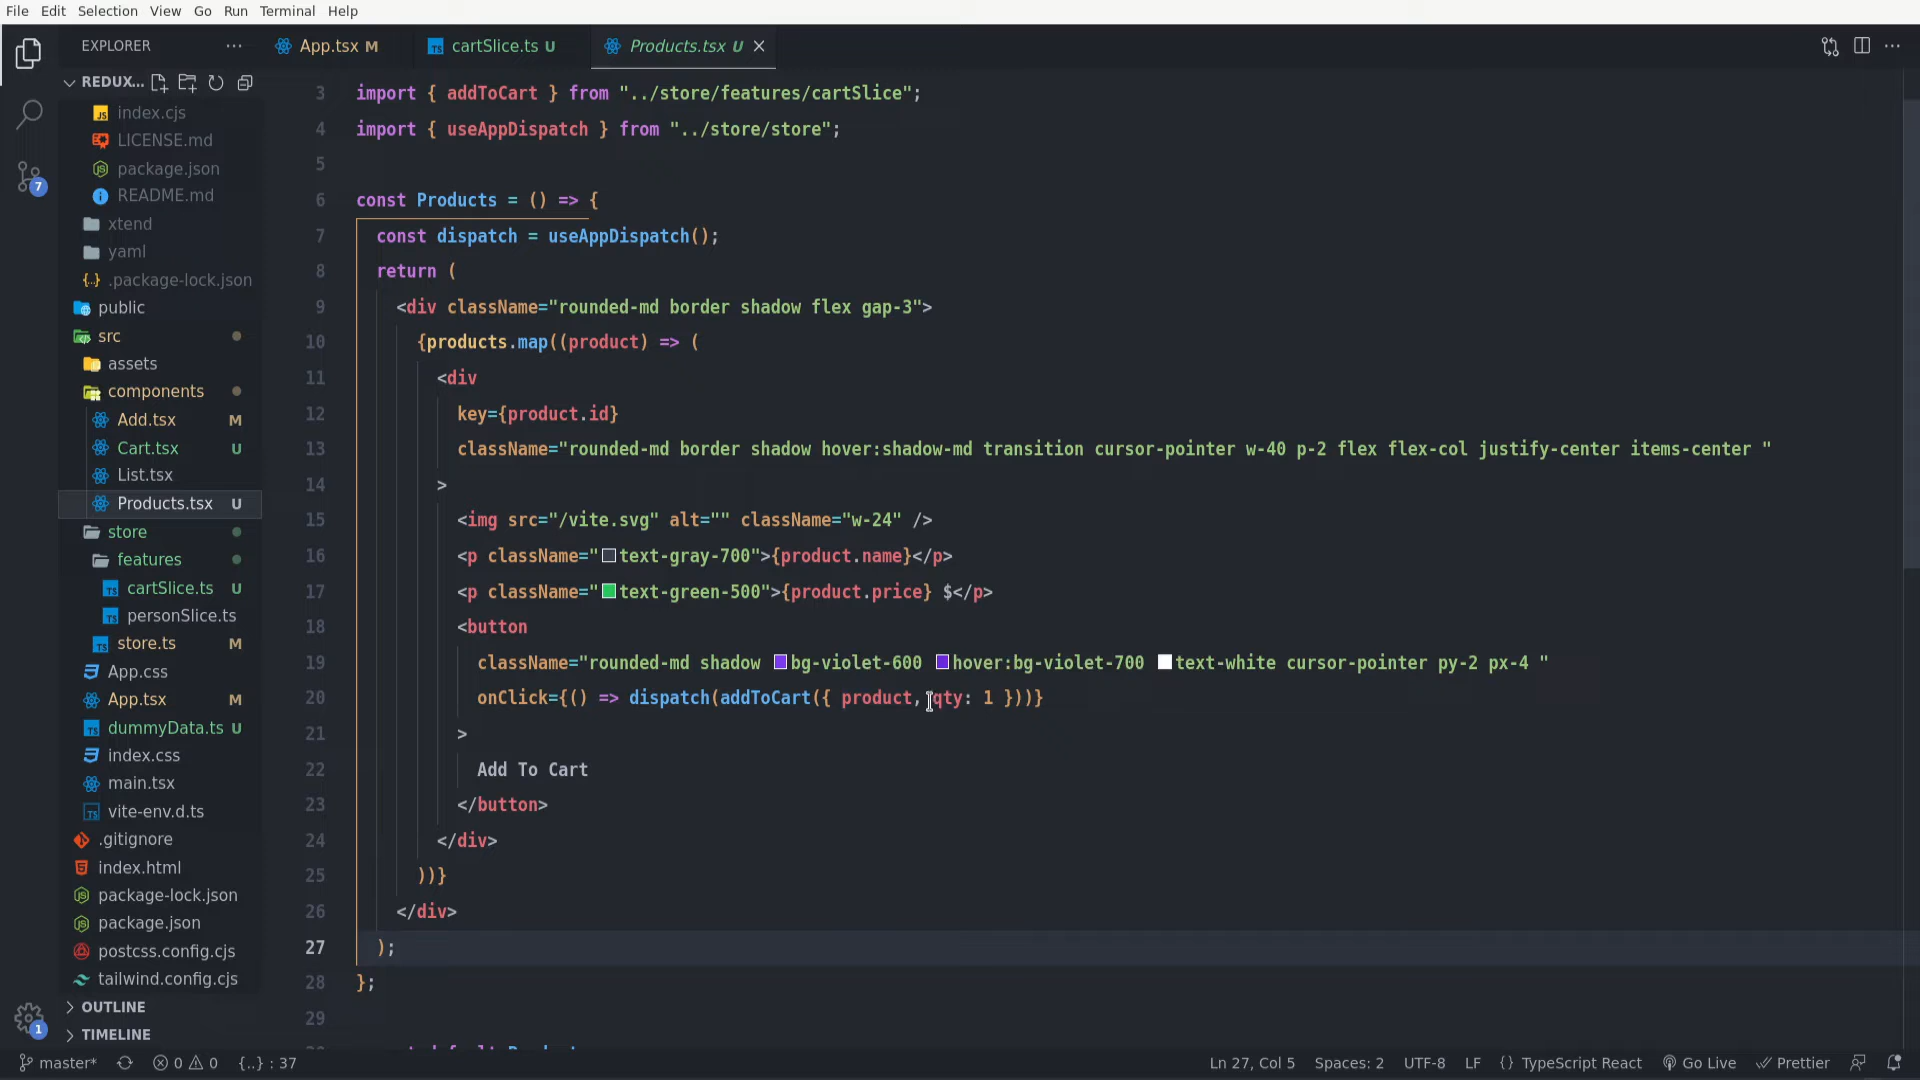 File Edit Selection View Go Run Terminal Help
EXPLORER
App.tsx M
cartSlice.ts U
Products.tsx U
REDUX...
index.cjs
LICENSE.md
package.json
README.md
xtend
yaml
.package-lock.json
public
src
assets
components
Add.tsx M
Cart.tsx U
List.tsx
Products.tsx U
store
features
cartSlice.ts U
personSlice.ts
store.ts M
App.css
App.tsx M
dummyData.ts U
index.css
main.tsx
vite-env.d.ts
.gitignore
index.html
package-lock.json
package.json
postcss.config.cjs
tailwind.config.cjs
OUTLINE
TIMELINE
7
1
3 import { addToCart } from "../store/features/cartSlice";
4 import { useAppDispatch } from "../store/store";
5
6 const Products = () => {
7 const dispatch = useAppDispatch();
8 return (
9 <div className="rounded-md border shadow flex gap-3">
10 {products.map((product) => (
11 <div
12 key={product.id}
13 className="rounded-md border shadow hover:shadow-md transition cursor-pointer w-40 p-2 flex flex-col justify-center items-center "
14 >
15 <img src="/vite.svg" alt="" className="w-24" />
16 <p className="text-gray-700">{product.name}</p>
17 <p className="text-green-500">{product.price} $</p>
18 <button
19 className="rounded-md shadow bg-violet-600 hover:bg-violet-700 text-white cursor-pointer py-2 px-4 "
20 onClick={() => dispatch(addToCart({ product, qty: 1 }))}
21 >
22 Add To Cart
23 </button>
24 </div>
25 ))}
26 </div>
27 );
28 };
29
master* 0 0 {..} : 37
Ln 27, Col 5 Spaces: 2 UTF-8 LF {} TypeScript React Go Live Prettier